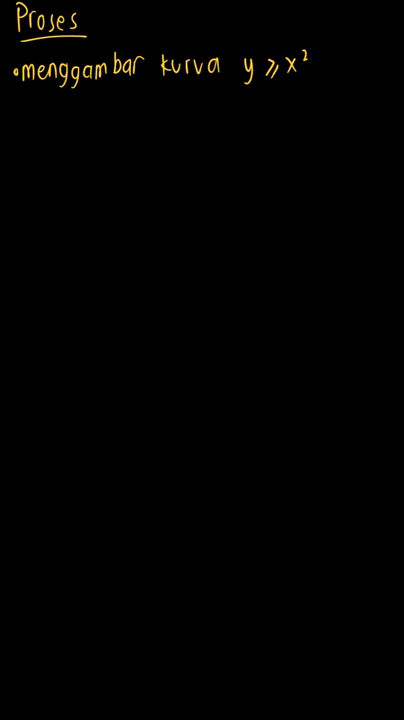 Proses
• menggambar kurva y ⩾ x²